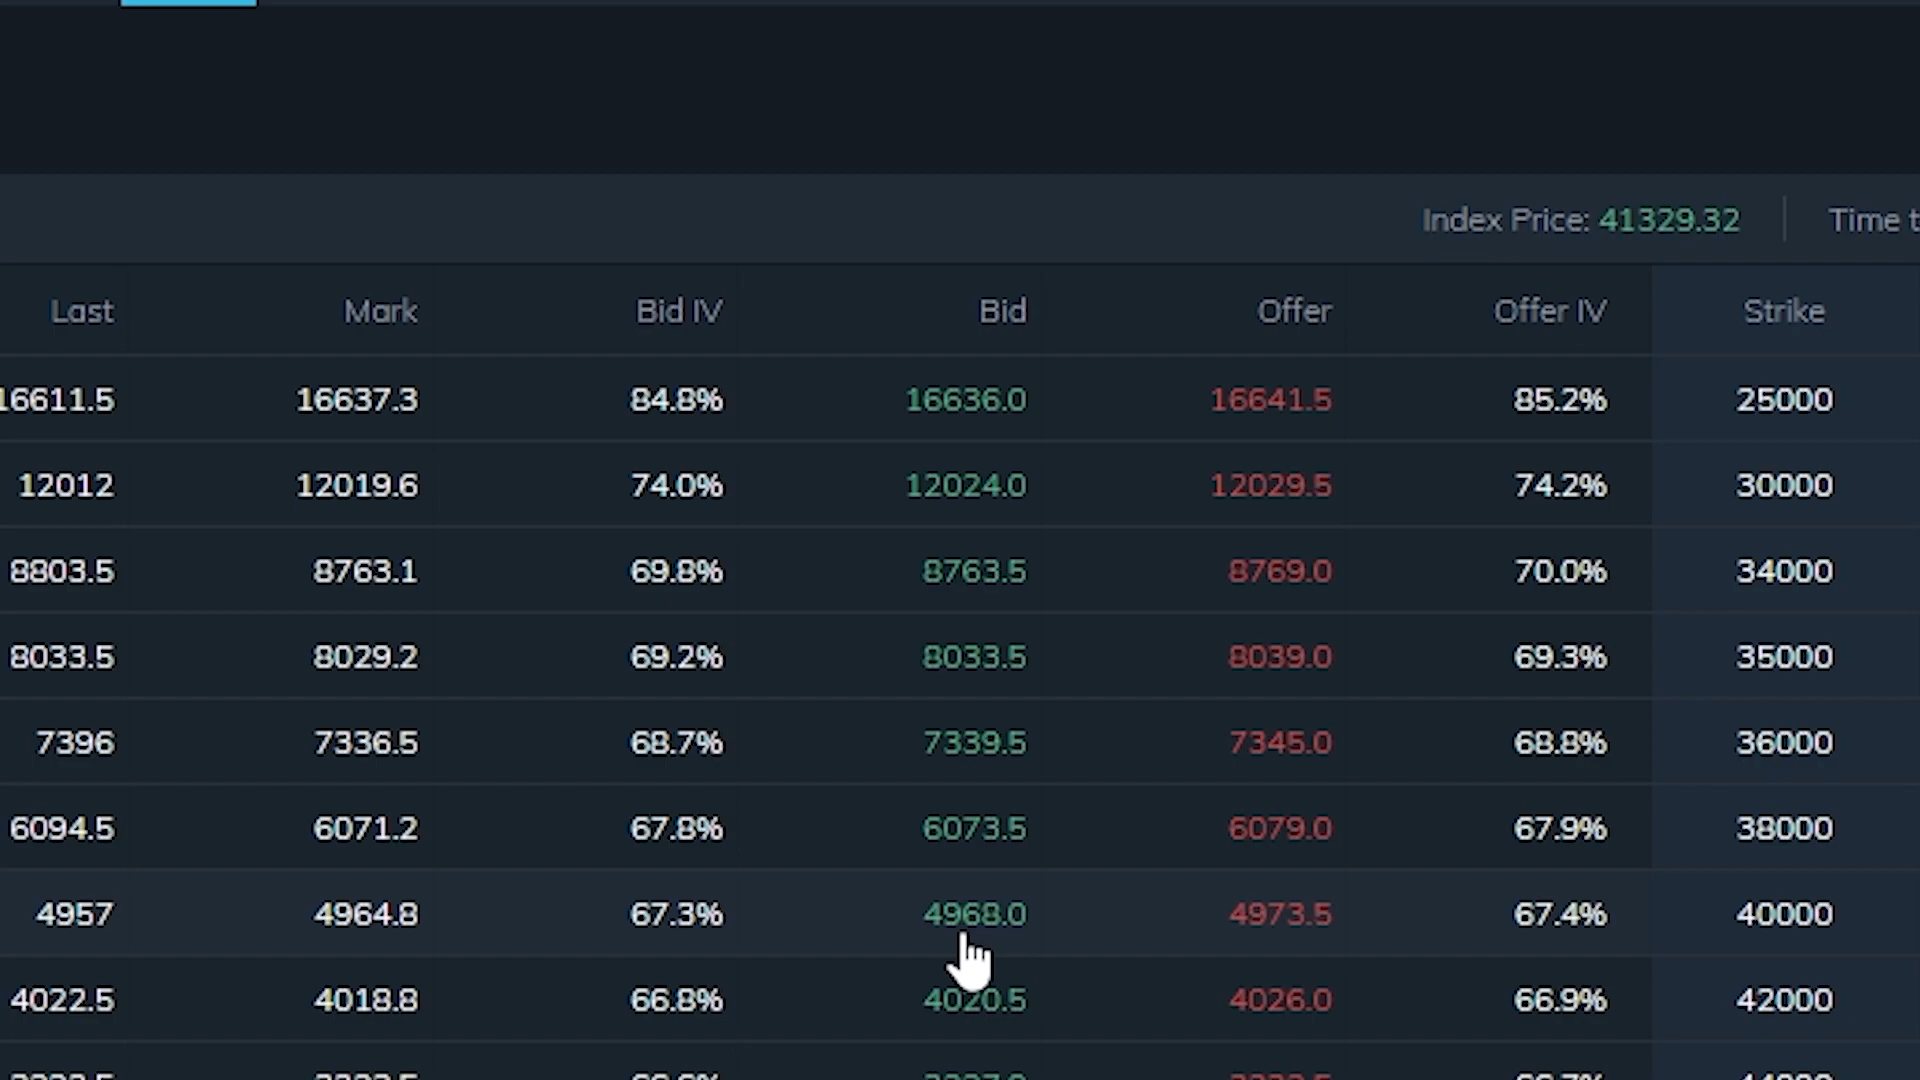 Index Price: 41329.32 Time t
Last Mark Bid IV Bid Offer Offer IV Strike
16611.5 16637.3 84.8% 16636.0 16641.5 85.2% 25000
12012 12019.6 74.0% 12024.0 12029.5 74.2% 30000
8803.5 8763.1 69.8% 8763.5 8769.0 70.0% 34000
8033.5 8029.2 69.2% 8033.5 8039.0 69.3% 35000
7396 7336.5 68.7% 7339.5 7345.0 68.8% 36000
6094.5 6071.2 67.8% 6073.5 6079.0 67.9% 38000
4957 4964.8 67.3% 4968.0 4973.5 67.4% 40000
4022.5 4018.8 66.8% 4020.5 4026.0 66.9% 42000